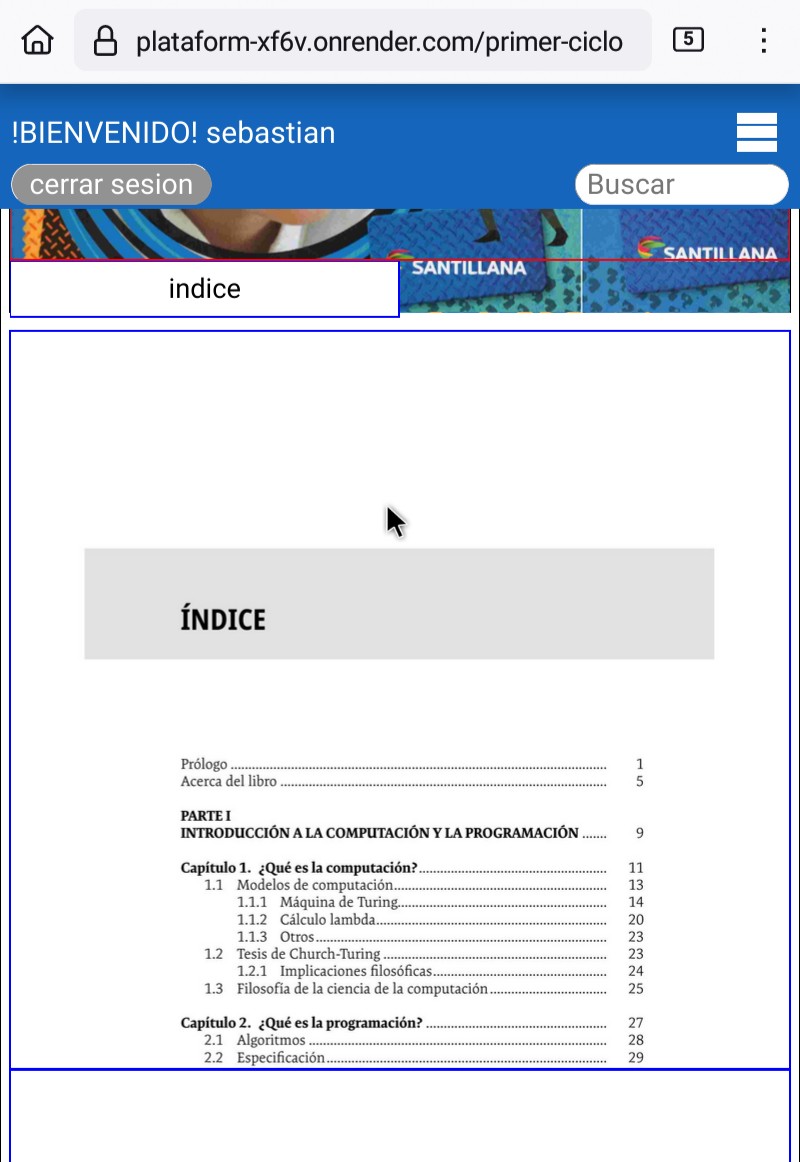 plataform-xf6v.onrender.com/primer-ciclo 5
!BIENVENIDO! sebastian
cerrar sesion Buscar
SANTILLANA SANTILLANA
indice
ÍNDICE
Prólogo ........ 1
Acerca del libro ........ 5
PARTE I
INTRODUCCIÓN A LA COMPUTACIÓN Y LA PROGRAMACIÓN ....... 9
Capítulo 1. ¿Qué es la computación? ........ 11
1.1 Modelos de computación ........ 13
1.1.1 Máquina de Turing ........ 14
1.1.2 Cálculo lambda ........ 20
1.1.3 Otros ........ 23
1.2 Tesis de Church-Turing ........ 23
1.2.1 Implicaciones filosóficas ........ 24
1.3 Filosofía de la ciencia de la computación ........ 25
Capítulo 2. ¿Qué es la programación? ........ 27
2.1 Algoritmos ........ 28
2.2 Especificación ........ 29